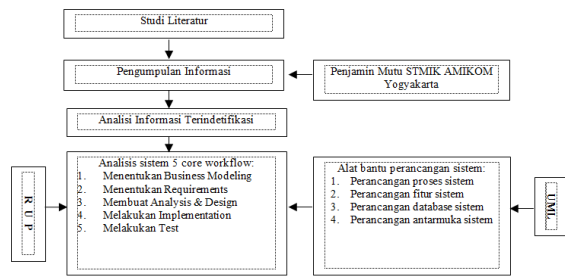 Studi Literatur
Pengumpulan Informasi
Penjamin Mutu STMIK AMIKOM
Yogyakarta
Analisi Informasi Terindetifikasi
R U P
Analisis sistem 5 core workflow:
1. Menentukan Business Modeling
2. Menentukan Requirements
3. Membuat Analysis & Design
4. Melakukan Implementation
5. Melakukan Test
Alat bantu perancangan sistem:
1. Perancangan proses sistem
2. Perancangan fitur sistem
3. Perancangan database sistem
4. Perancangan antarmuka sistem
UML